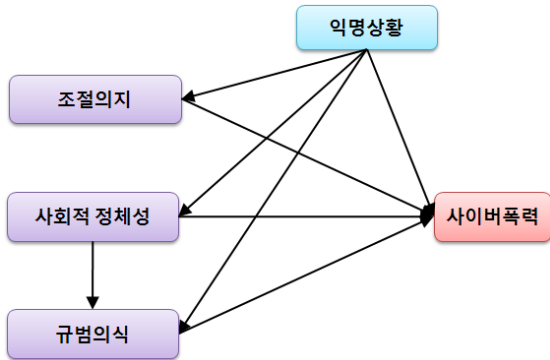 익명상황
조절의지
사회적 정체성
사이버폭력
규범의식